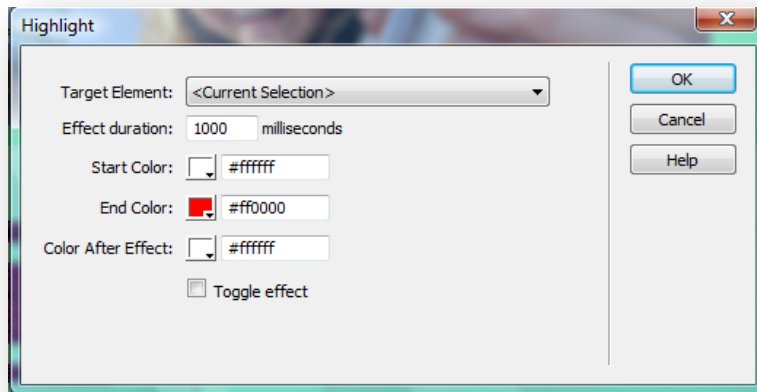 Highlight
Target Element: <Current Selection>
Effect duration: 1000 milliseconds
Start Color: #ffffff
End Color: #ff0000
Color After Effect: #ffffff
Toggle effect
OK
Cancel
Help